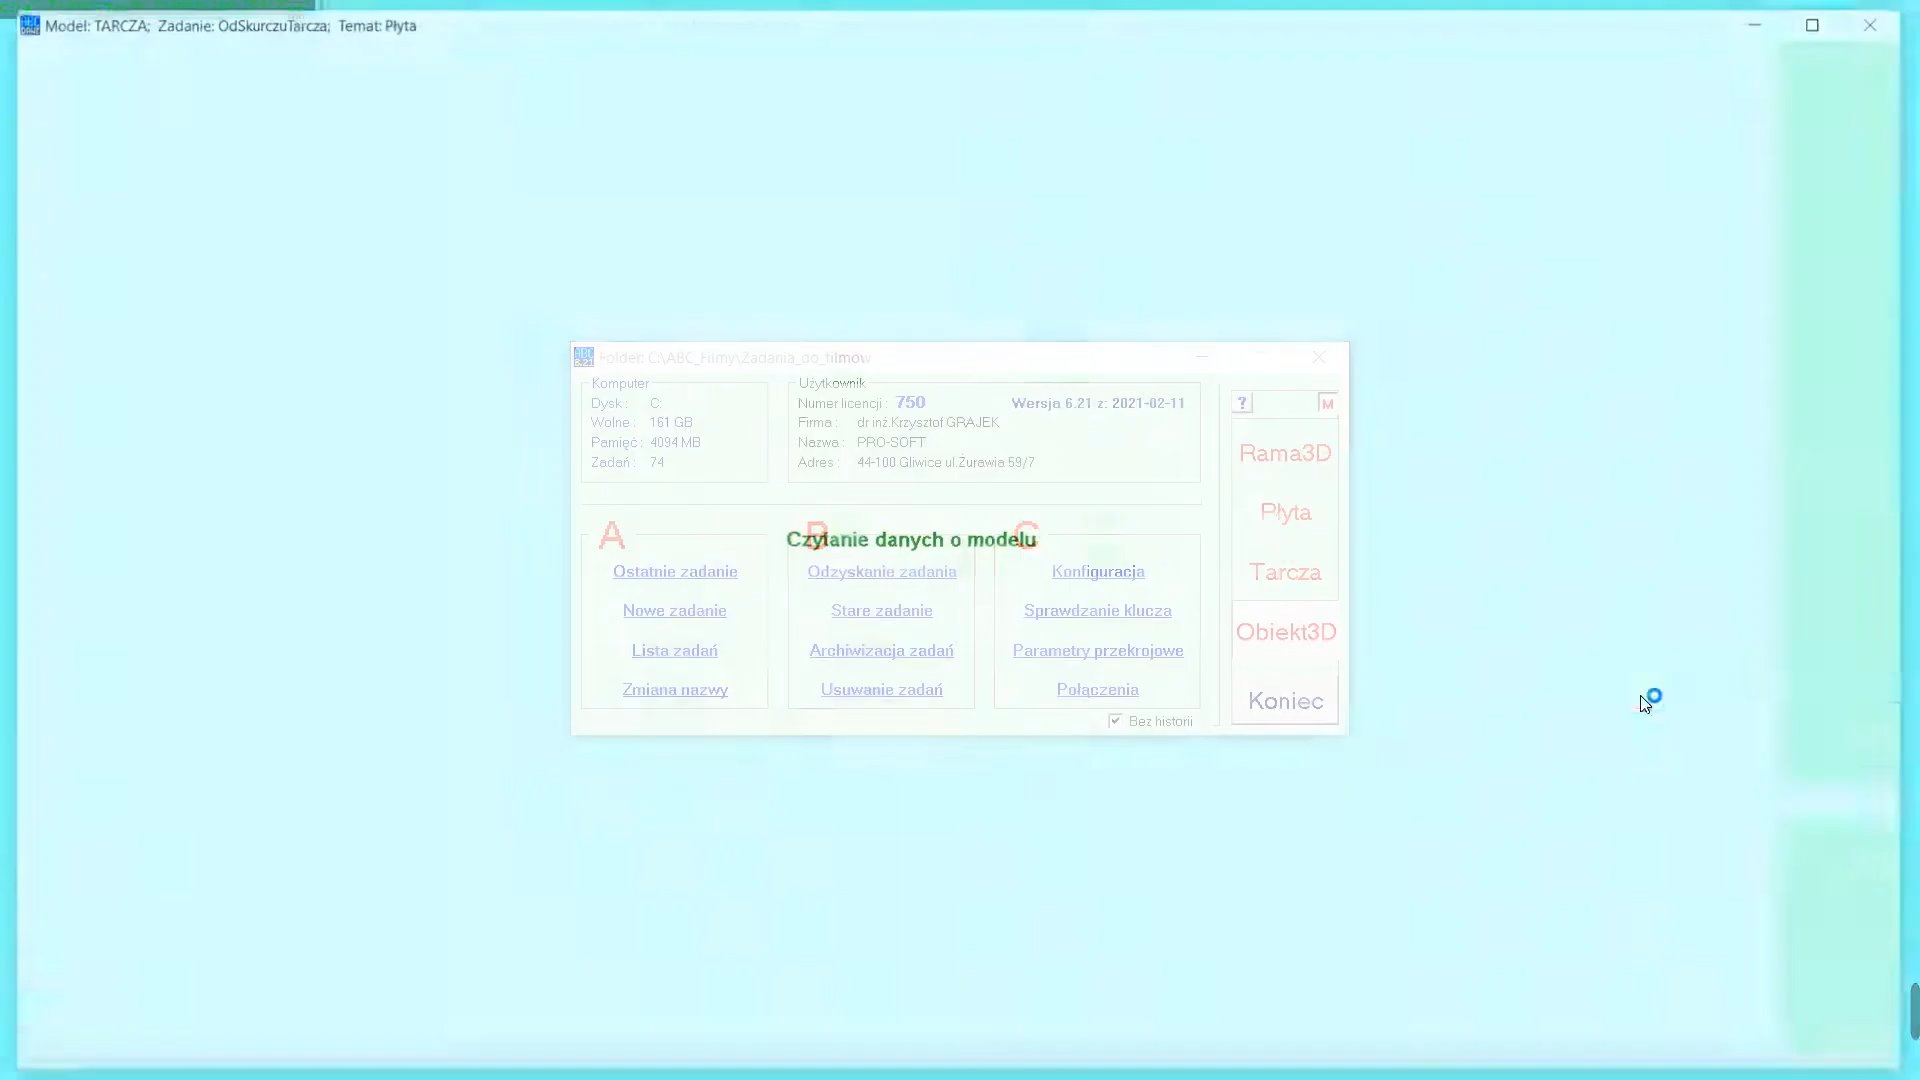 Model: TARCZA;  Zadanie: OdSkurczuTarcza;  Temat: Płyta
Folder: C:\ABC_Filmy\Zadania_do_filmow
Komputer
Dysk : C:
Wolne : 161 GB
Pamięć : 4094 MB
Zadań : 74
Użytkownik
Numer licencji : 750 Wersja 6.21 z: 2021-02-11
Firma : dr inż.Krzysztof GRAJEK
Nazwa : PRO-SOFT
Adres : 44-100 Gliwice ul.Żurawia 59/7
? M
Rama3D
Płyta
Tarcza
Obiekt3D
Koniec
Czytanie danych o modelu
A
Ostatnie zadanie
Nowe zadanie
Lista zadań
Zmiana nazwy
B
Odzyskanie zadania
Stare zadanie
Archiwizacja zadań
Usuwanie zadań
C
Konfiguracja
Sprawdzanie klucza
Parametry przekrojowe
Połączenia
Bez historii